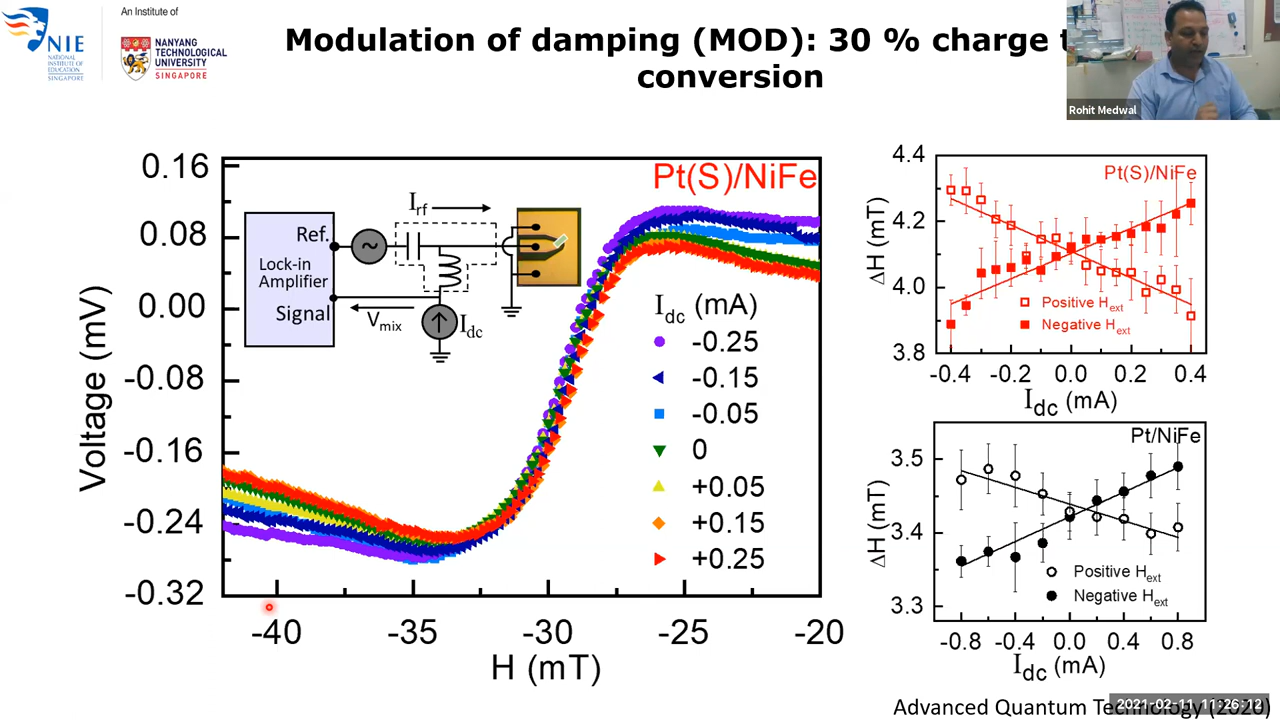 An Institute of
NIE
NATIONAL
INSTITUTE OF
EDUCATION
SINGAPORE
NANYANG
TECHNOLOGICAL
UNIVERSITY
SINGAPORE
Modulation of damping (MOD): 30 % charge
conversion
Rohit Medwal
Voltage (mV)
0.16
0.08
0.00
-0.08
-0.16
-0.24
-0.32
-40
-35
-30
-25
-20
H (mT)
Pt(S)/NiFe
Irf
Ref.
Lock-in
Amplifier
Signal
Vmix
Idc
Idc (mA)
-0.25
-0.15
-0.05
0
+0.05
+0.15
+0.25
4.4
4.2
4.0
3.8
ΔH (mT)
Pt(S)/NiFe
Positive Hext
Negative Hext
-0.4
-0.2
0.0
0.2
0.4
Idc (mA)
3.5
3.4
3.3
ΔH (mT)
Pt/NiFe
Positive Hext
Negative Hext
-0.8
-0.4
0.0
0.4
0.8
Idc (mA)
Advanced Quantum Technology (2020)
2021-02-11 11:26:12